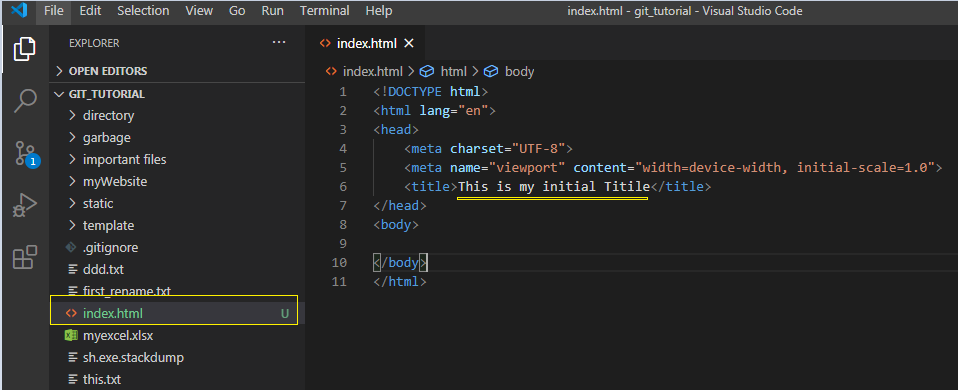 File Edit Selection View Go Run Terminal Help index.html - git_tutorial - Visual Studio Code
EXPLORER ···
OPEN EDITORS
GIT_TUTORIAL
directory
garbage
important files
myWebsite
static
template
.gitignore
ddd.txt
first_rename.txt
index.html U
myexcel.xlsx
sh.exe.stackdump
this.txt
1
index.html
index.html > html > body
1 <!DOCTYPE html>
2 <html lang="en">
3 <head>
4 <meta charset="UTF-8">
5 <meta name="viewport" content="width=device-width, initial-scale=1.0">
6 <title>This is my initial Titile</title>
7 </head>
8 <body>
9
10 </body>
11 </html>